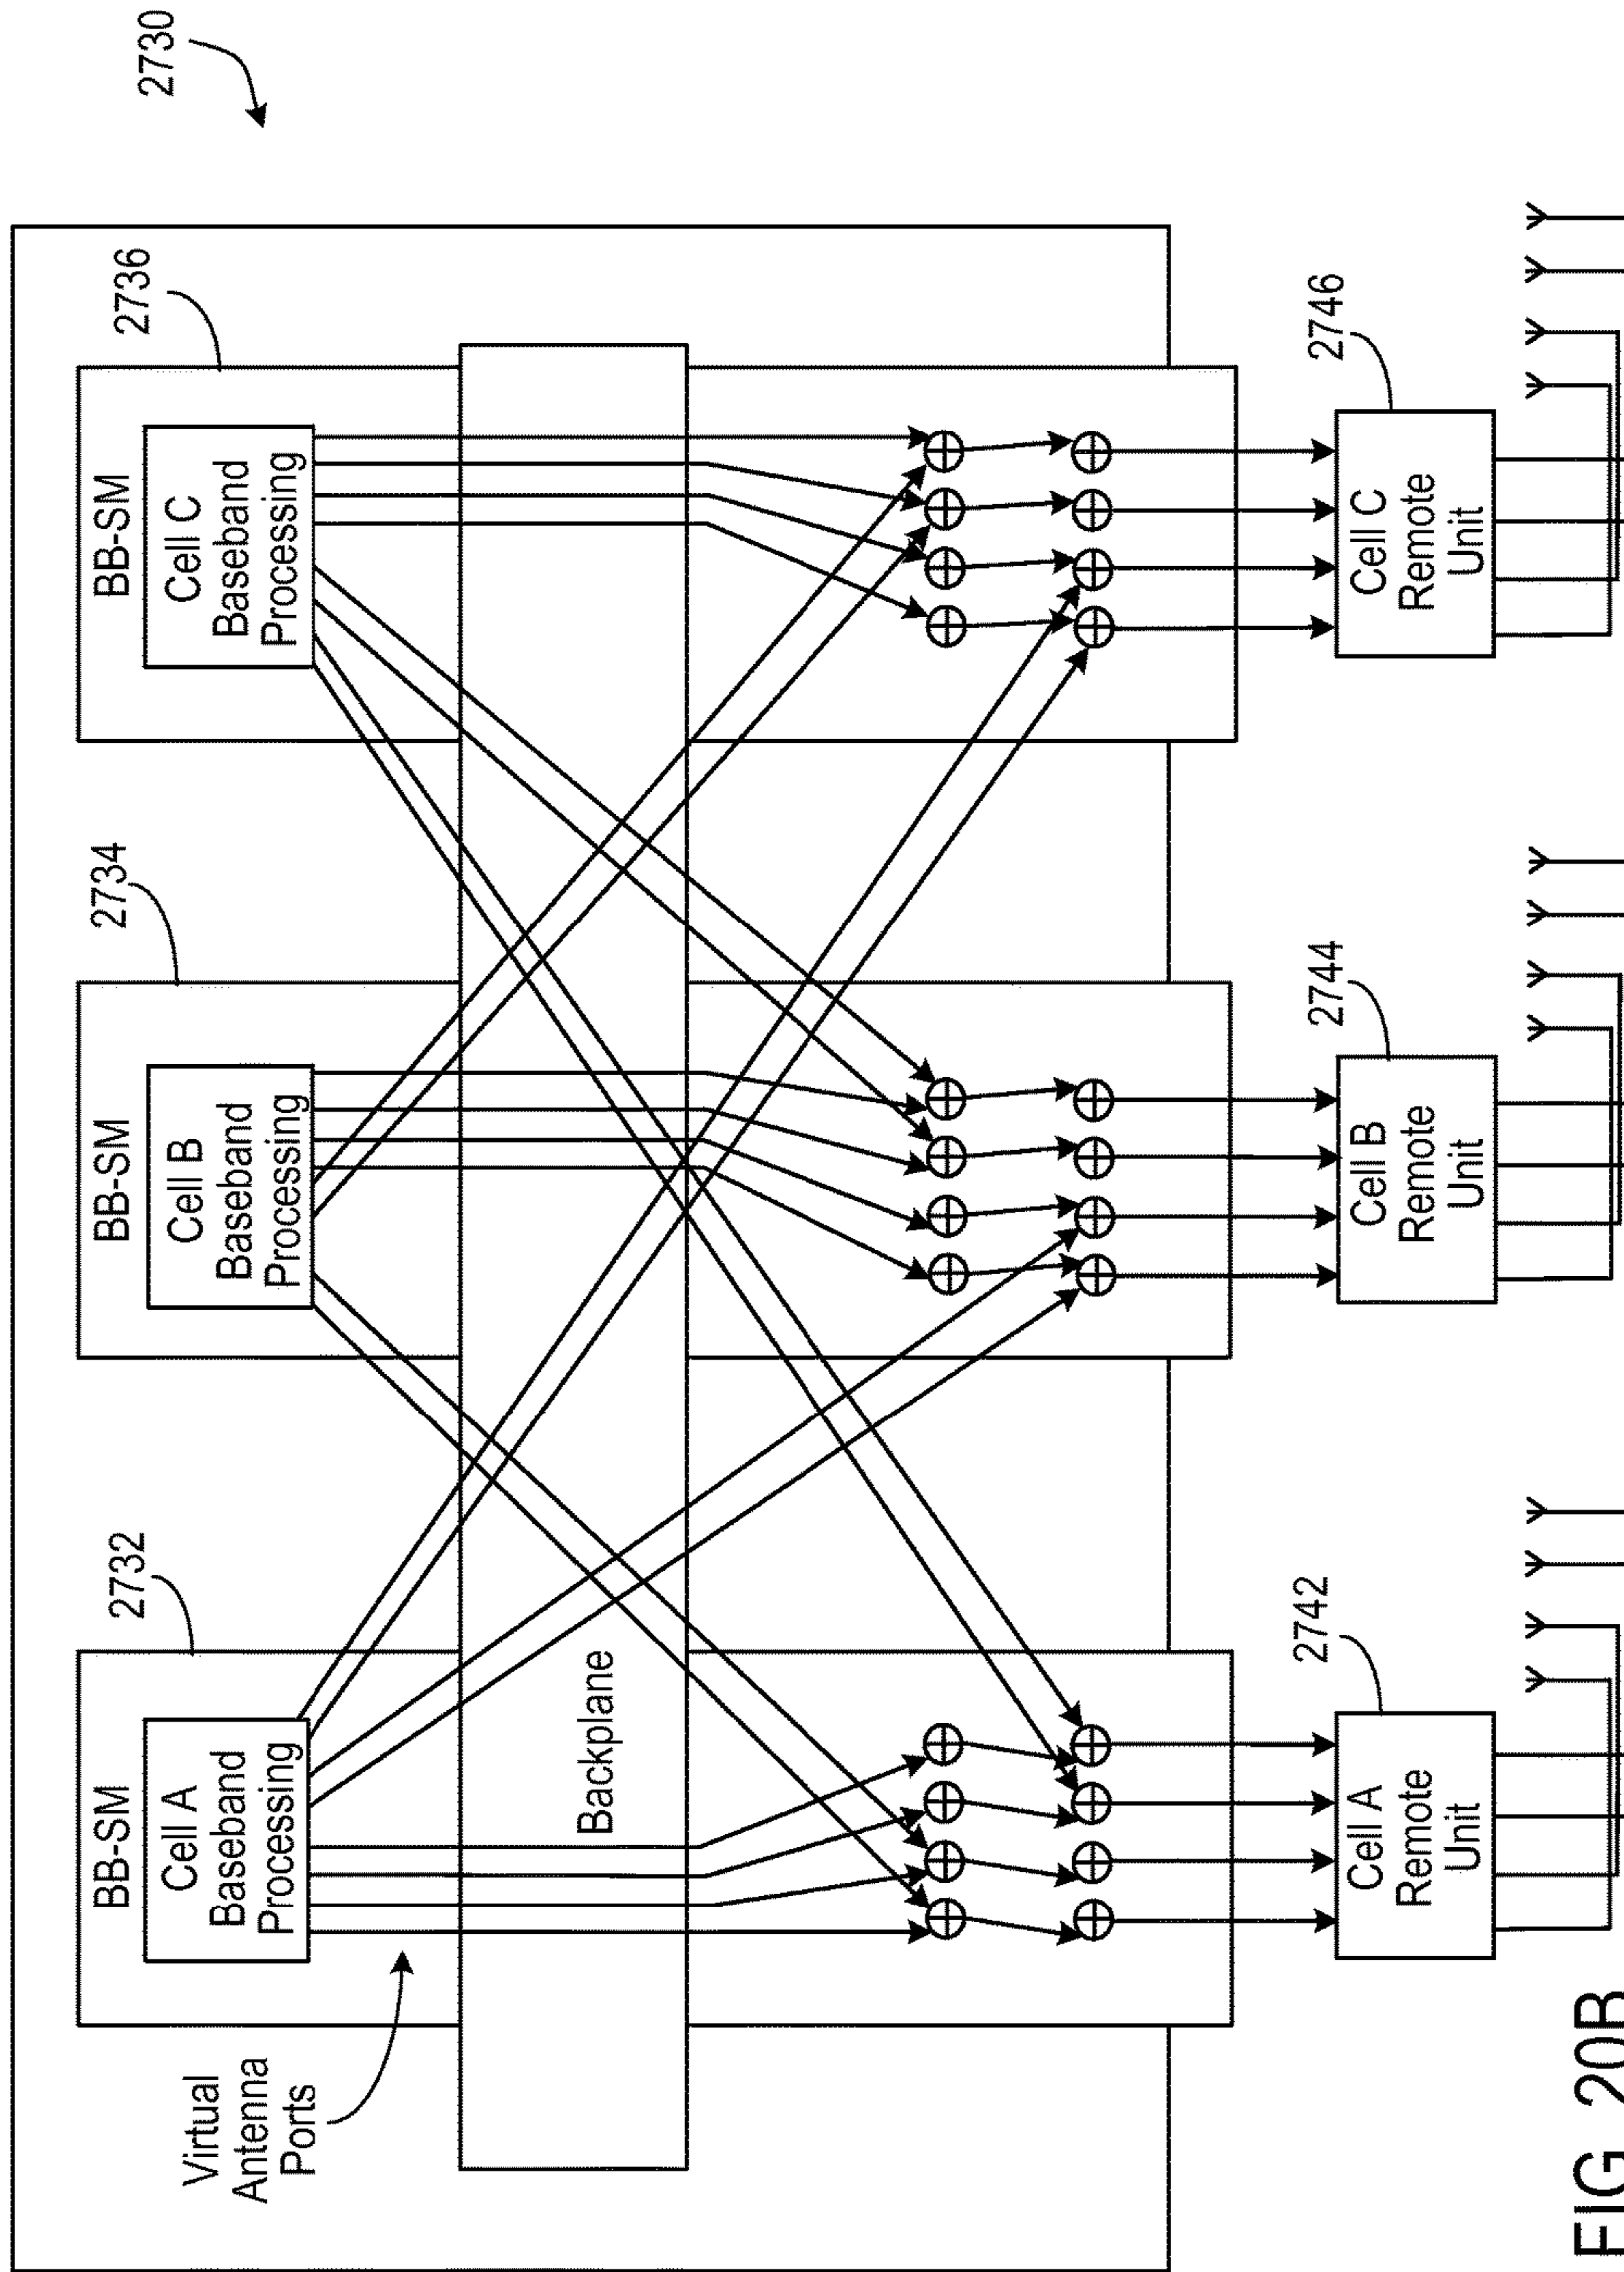 2730
BB-SM
2732
Cell A
Baseband
Processing
BB-SM
2734
Cell B
Baseband
Processing
BB-SM
2736
Cell C
Baseband
Processing
Virtual
Antenna
Ports
Backplane
2742
Cell A
Remote
Unit
2744
Cell B
Remote
Unit
2746
Cell C
Remote
Unit
FIG 20B